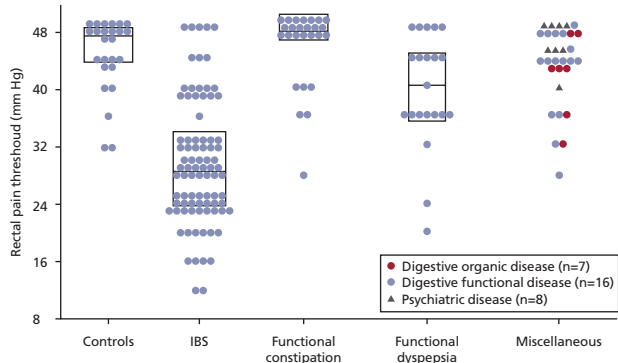 Rectal pain threshoud (mm Hg)
48
40
32
24
16
8
Controls
IBS
Functional
constipation
Functional
dyspepsia
Miscellaneous
Digestive organic disease (n=7)
Digestive functional disease (n=16)
Psychiatric disease (n=8)